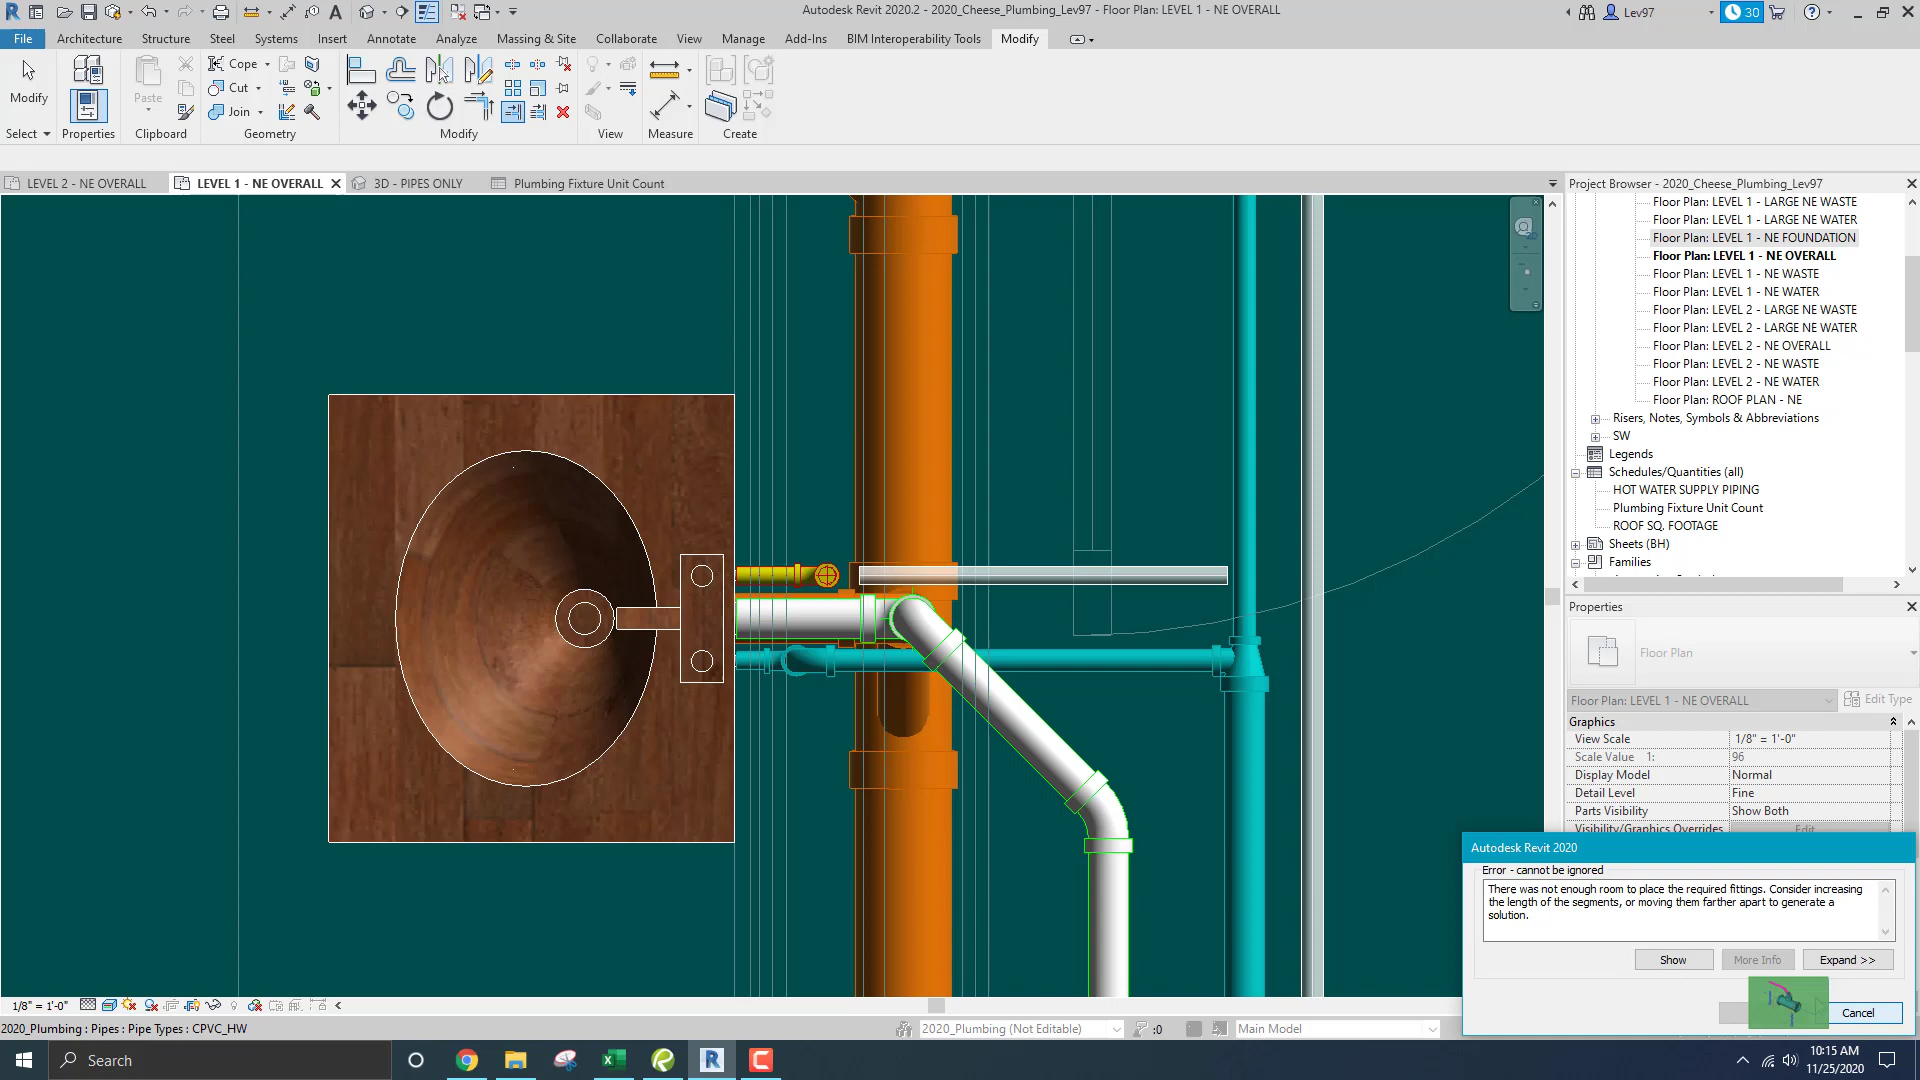 Autodesk Revit 2020.2 - 2020_Cheese_Plumbing_Lev97 - Floor Plan: LEVEL 1 - NE OVERALL
Lev97
30
File Architecture Structure Steel Systems Insert Annotate Analyze Massing & Site Collaborate View Manage Add-Ins BIM Interoperability Tools Modify
Modify
Paste
Cope
Cut
Join
Select Properties Clipboard Geometry Modify View Measure Create
LEVEL 2 - NE OVERALL
LEVEL 1 - NE OVERALL
3D - PIPES ONLY
Plumbing Fixture Unit Count
Project Browser - 2020_Cheese_Plumbing_Lev97
Floor Plan: LEVEL 1 - LARGE NE WASTE
Floor Plan: LEVEL 1 - LARGE NE WATER
Floor Plan: LEVEL 1 - NE FOUNDATION
Floor Plan: LEVEL 1 - NE OVERALL
Floor Plan: LEVEL 1 - NE WASTE
Floor Plan: LEVEL 1 - NE WATER
Floor Plan: LEVEL 2 - LARGE NE WASTE
Floor Plan: LEVEL 2 - LARGE NE WATER
Floor Plan: LEVEL 2 - NE OVERALL
Floor Plan: LEVEL 2 - NE WASTE
Floor Plan: LEVEL 2 - NE WATER
Floor Plan: ROOF PLAN - NE
Risers, Notes, Symbols & Abbreviations
SW
Legends
Schedules/Quantities (all)
HOT WATER SUPPLY PIPING
Plumbing Fixture Unit Count
ROOF SQ. FOOTAGE
Sheets (BH)
Families
Properties
Floor Plan
Floor Plan: LEVEL 1 - NE OVERALL
Edit Type
Graphics
View Scale 1/8" = 1'-0"
Scale Value 1: 96
Display Model Normal
Detail Level Fine
Parts Visibility Show Both
Visibility/Graphics Overrides Edit...
Autodesk Revit 2020
Error - cannot be ignored
There was not enough room to place the required fittings. Consider increasing
the length of the segments, or moving them farther apart to generate a
solution.
Show More Info Expand >>
Cancel
1/8" = 1'-0"
2020_Plumbing : Pipes : Pipe Types : CPVC_HW
2020_Plumbing (Not Editable)
:0
Main Model
Search
10:15 AM
11/25/2020